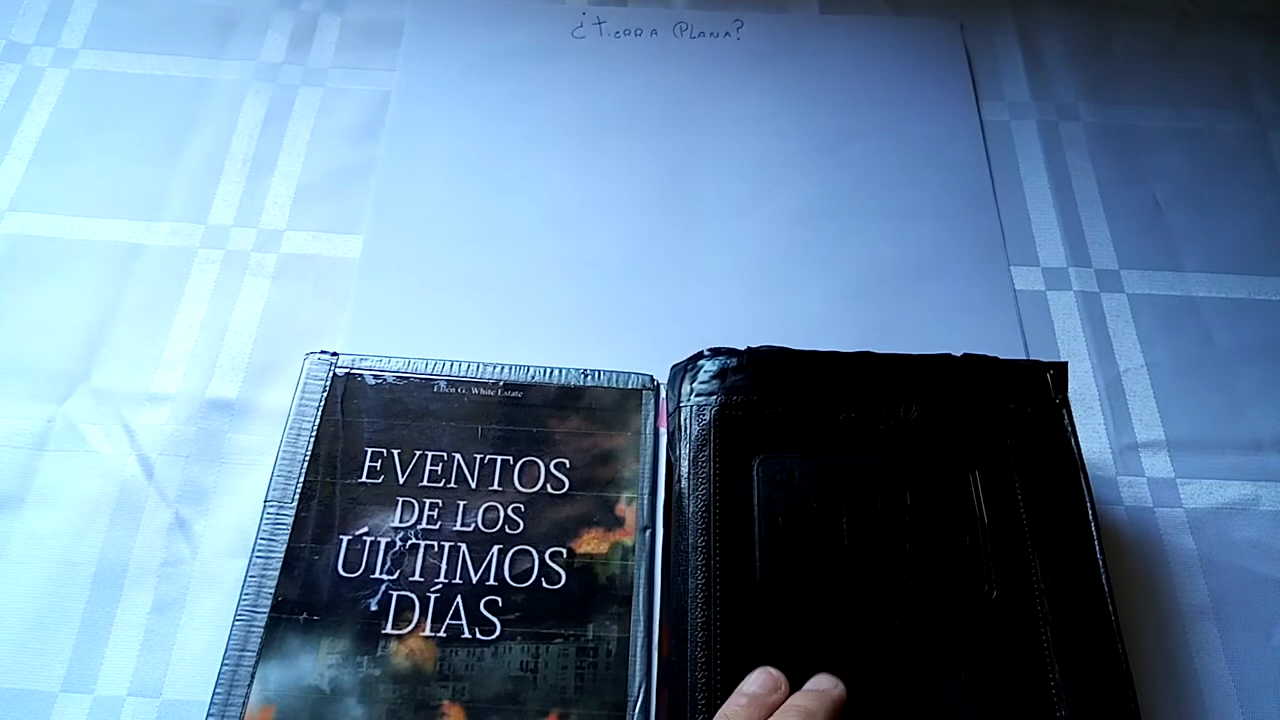 ¿Tierra Plana?
Ellen G. White Estate
EVENTOS
DE LOS
ÚLTIMOS
DÍAS